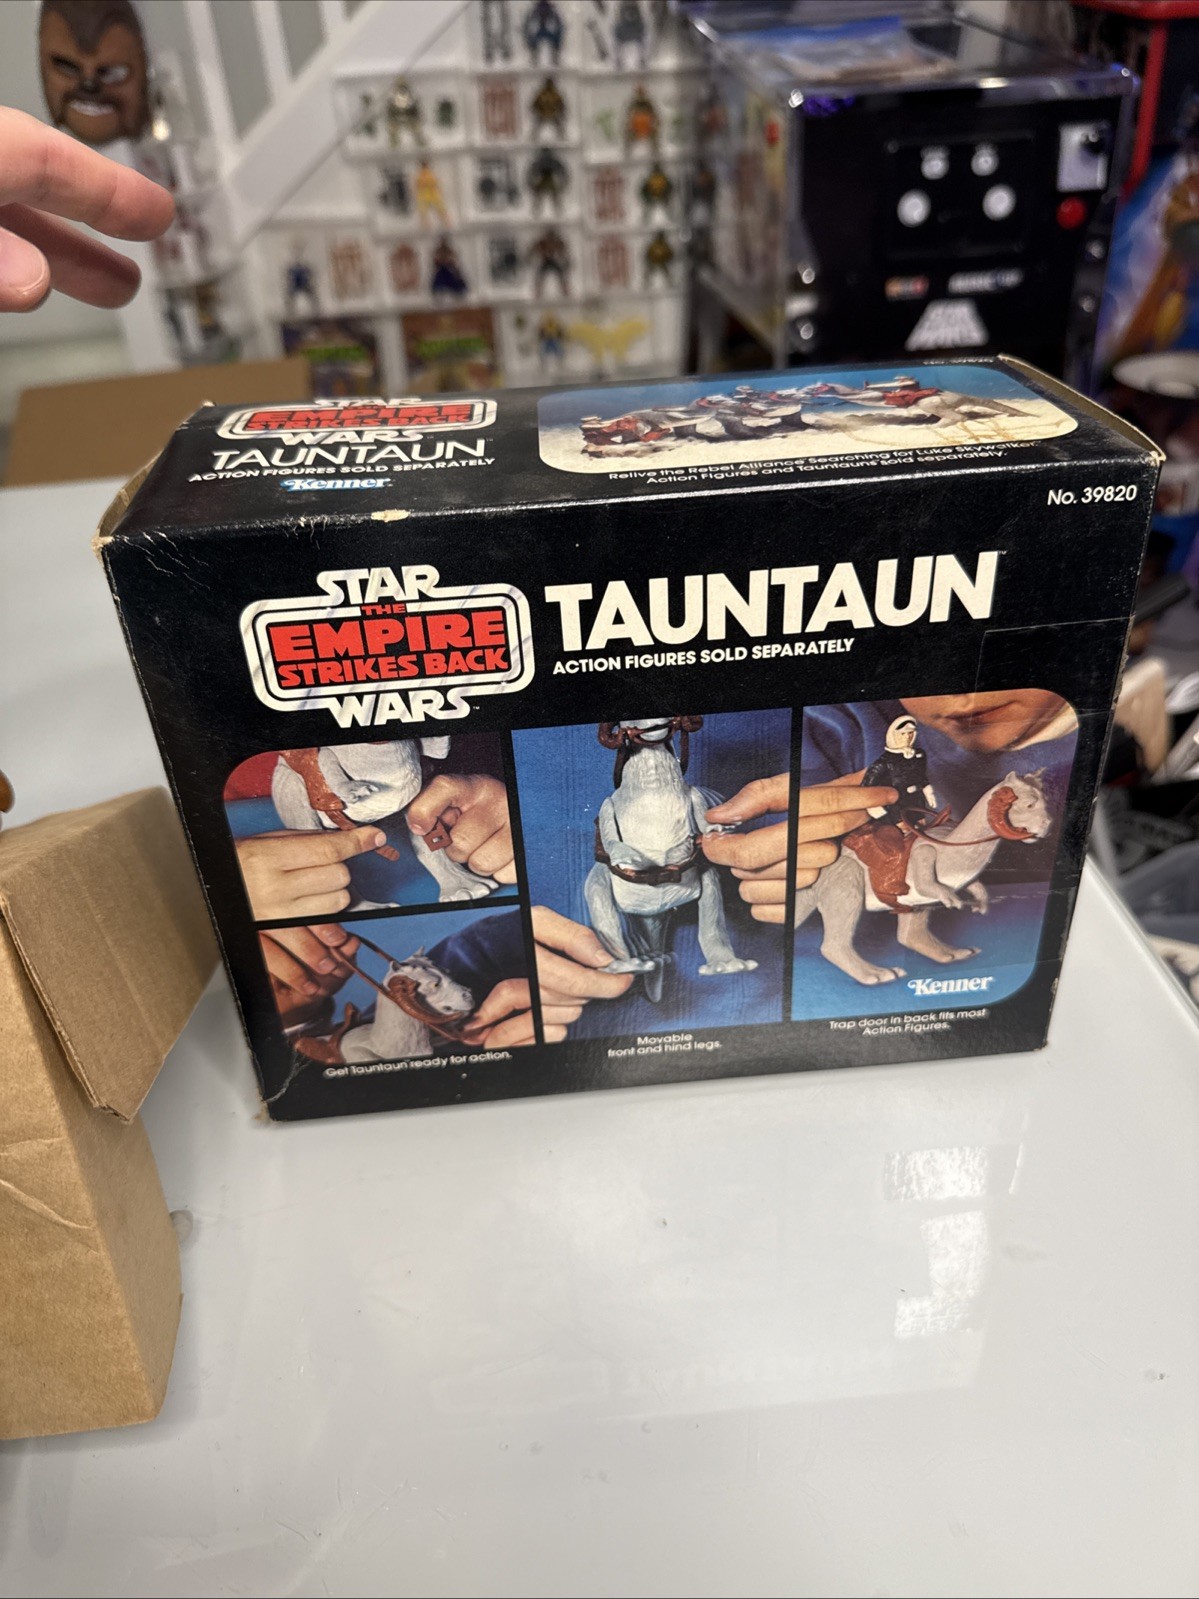 STAR
THE
EMPIRE
STRIKES BACK
WARS
TAUNTAUN
ACTION FIGURES SOLD SEPARATELY
Kenner
Relive the Rebel Alliance Searching for Luke Skywalker.
Action Figures and Tauntauns sold separately.
No. 39820
STAR
THE
EMPIRE
STRIKES BACK
WARS™
TAUNTAUN™
ACTION FIGURES SOLD SEPARATELY
Kenner
Get Tauntaun™ ready for action.
Movable
front and hind legs.
Trap door in back fits most
Action Figures.
STAR
WARS